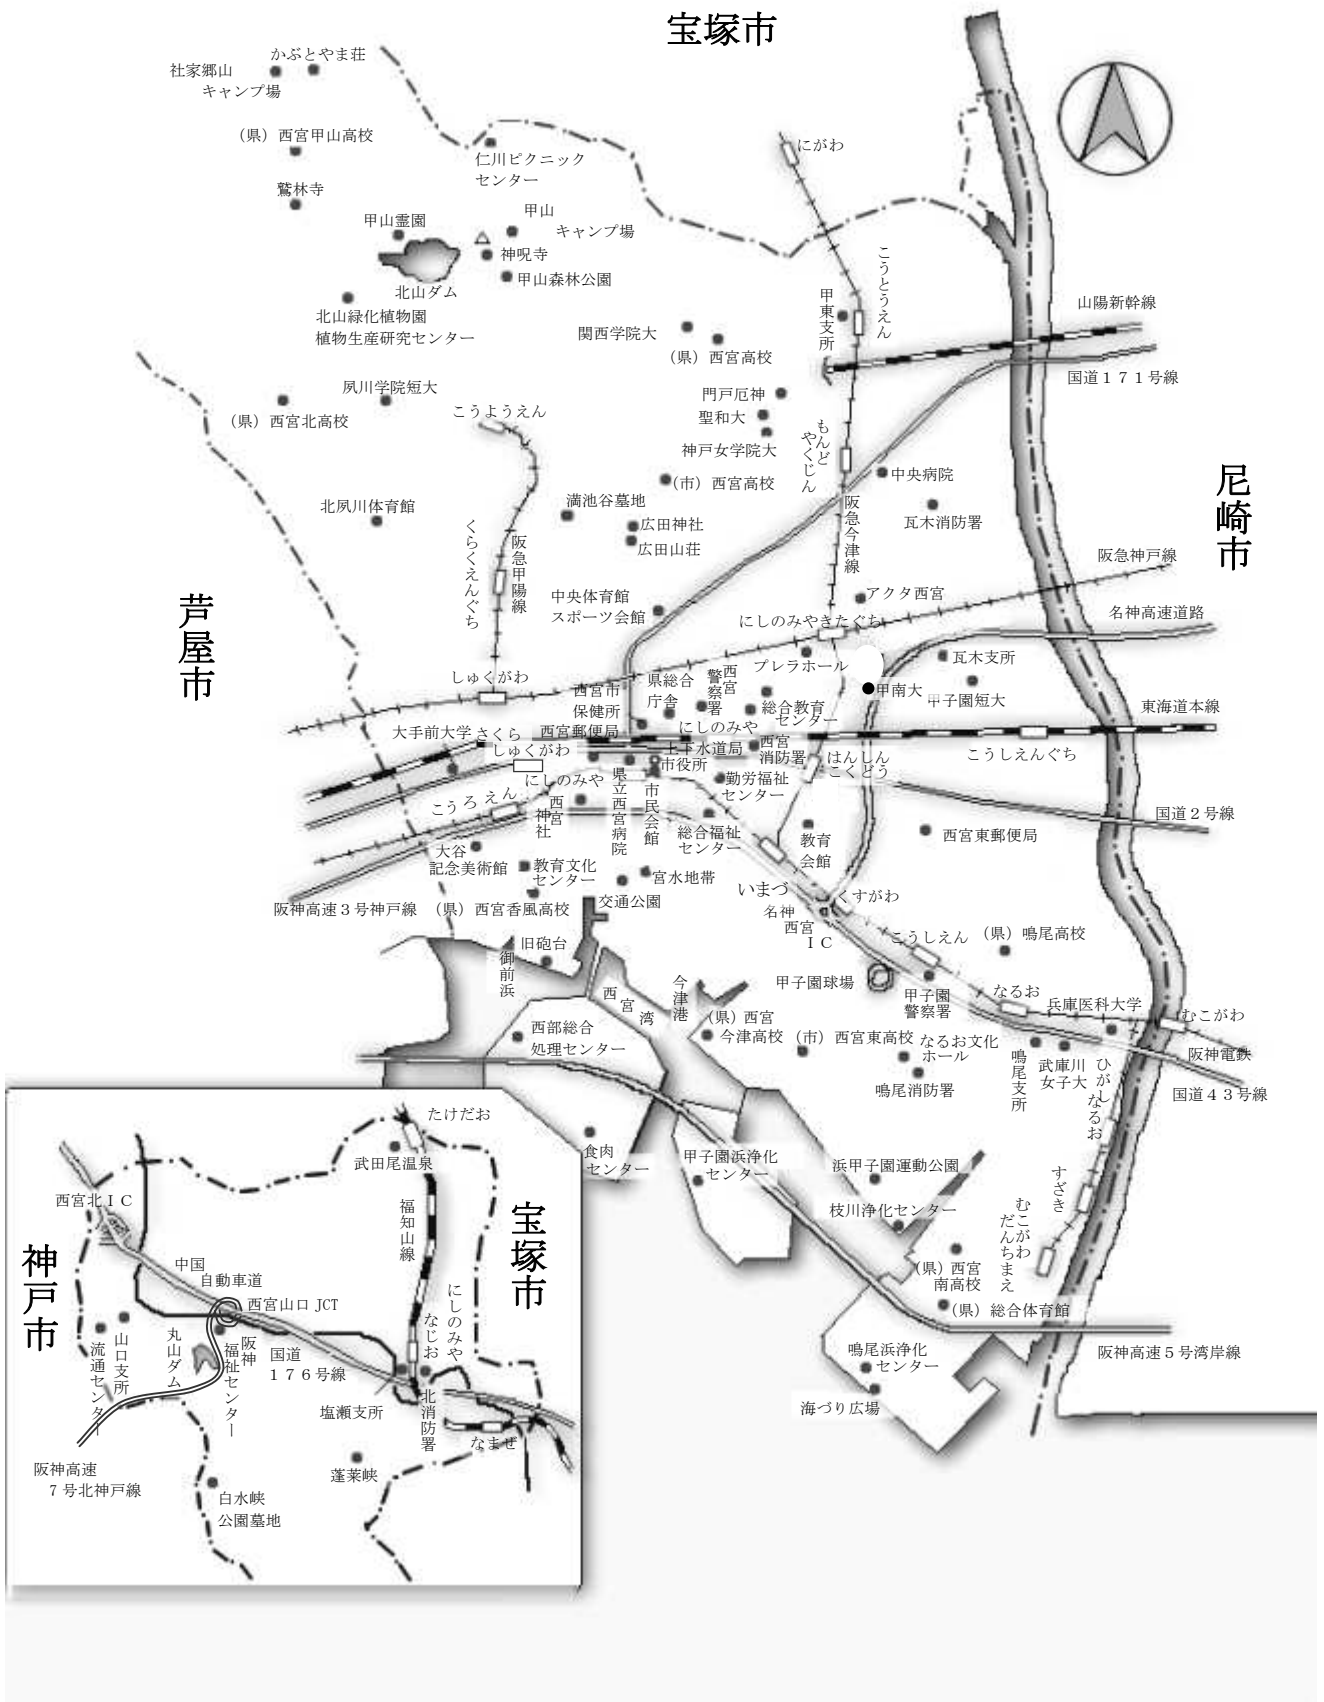 宝塚市
かぶとやま荘
社家郷山
キャンプ場
（県）西宮甲山高校
仁川ピクニック
センター
にがわ
鷲林寺
甲山霊園
甲山
キャンプ場
神呪寺
甲山森林公園
北山ダム
こうとうえん
甲東支所
山陽新幹線
北山緑化植物園
植物生産研究センター
関西学院大
（県）西宮高校
国道１７１号線
夙川学院短大
（県）西宮北高校
こうようえん
門戸厄神
聖和大
神戸女学院大
もんど
やくじん
（市）西宮高校
中央病院
尼崎市
北夙川体育館
満池谷墓地
広田神社
広田山荘
瓦木消防署
阪急今津線
阪急甲陽線
くらくえんぐち
阪急神戸線
芦屋市
中央体育館
スポーツ会館
アクタ西宮
名神高速道路
にしのみやきたぐち
プレラホール
瓦木支所
しゅくがわ
西宮市
保健所
県総合
庁舎
西宮
警察署
甲南大
甲子園短大
総合教育
センター
東海道本線
大手前大学
さくら
しゅくがわ
西宮郵便局
にしのみや
上下水道局
市役所
西宮
消防署
はんしん
こくどう
こうしえんぐち
にしのみや
勤労福祉
センター
こうろえん
西宮
神社
県立西宮病院
市民会館
国道２号線
総合福祉
センター
教育
会館
西宮東郵便局
大谷
記念美術館
教育文化
センター
宮水地帯
いまづ
くすがわ
阪神高速３号神戸線
（県）西宮香風高校
交通公園
名神
西宮
ＩＣ
こうしえん
（県）鳴尾高校
旧砲台
御前浜
西宮湾
今津港
甲子園球場
甲子園
警察署
なるお
兵庫医科大学
むこがわ
西部総合
処理センター
（県）西宮
今津高校
（市）西宮東高校
なるお文化
ホール
鳴尾消防署
鳴尾支所
武庫川
女子大
阪神電鉄
国道４３号線
ひがし
なるお
食肉
センター
甲子園浜浄化
センター
浜甲子園運動公園
枝川浄化センター
すざき
むこがわ
だんちまえ
（県）西宮
南高校
（県）総合体育館
鳴尾浜浄化
センター
阪神高速５号湾岸線
海づり広場
たけだお
武田尾温泉
西宮北ＩＣ
福知山線
宝塚市
神戸市
中国
自動車道
西宮山口 JCT
にしのみや
なじお
山口支所
流通センター
丸山ダム
阪神
福祉センター
国道
１７６号線
塩瀬支所
北消防署
なまぜ
阪神高速
７号北神戸線
蓬莱峡
白水峡
公園墓地